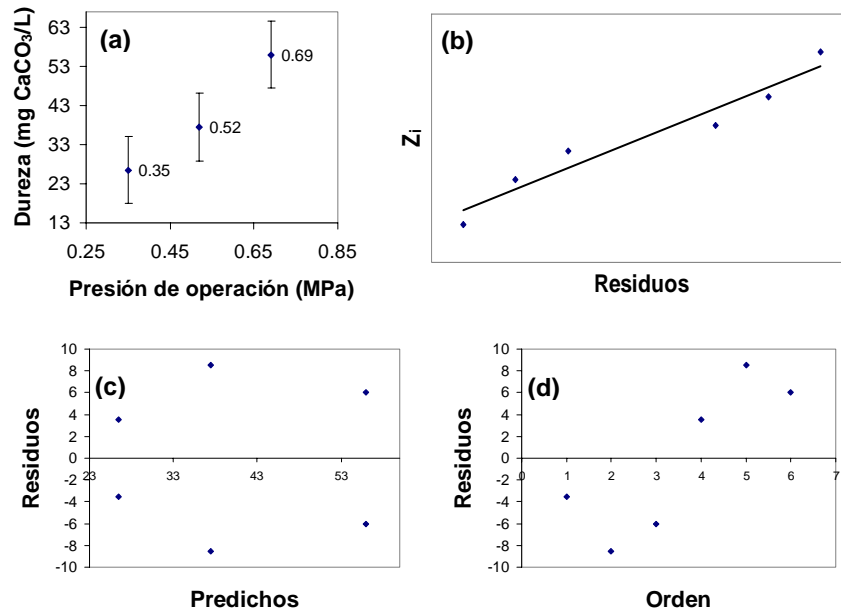 (a)
Dureza (mg CaCO₃/L)
63
53
43
33
23
13
0.69
0.52
0.35
0.25 0.45 0.65 0.85
Presión de operación (MPa)
(b)
Zᵢ
Residuos
(c)
Residuos
10
8
6
4
2
0
-2
-4
-6
-8
-10
23 33 43 53
Predichos
(d)
Residuos
10
8
6
4
2
0
-2
-4
-6
-8
-10
0 1 2 3 4 5 6 7
Orden